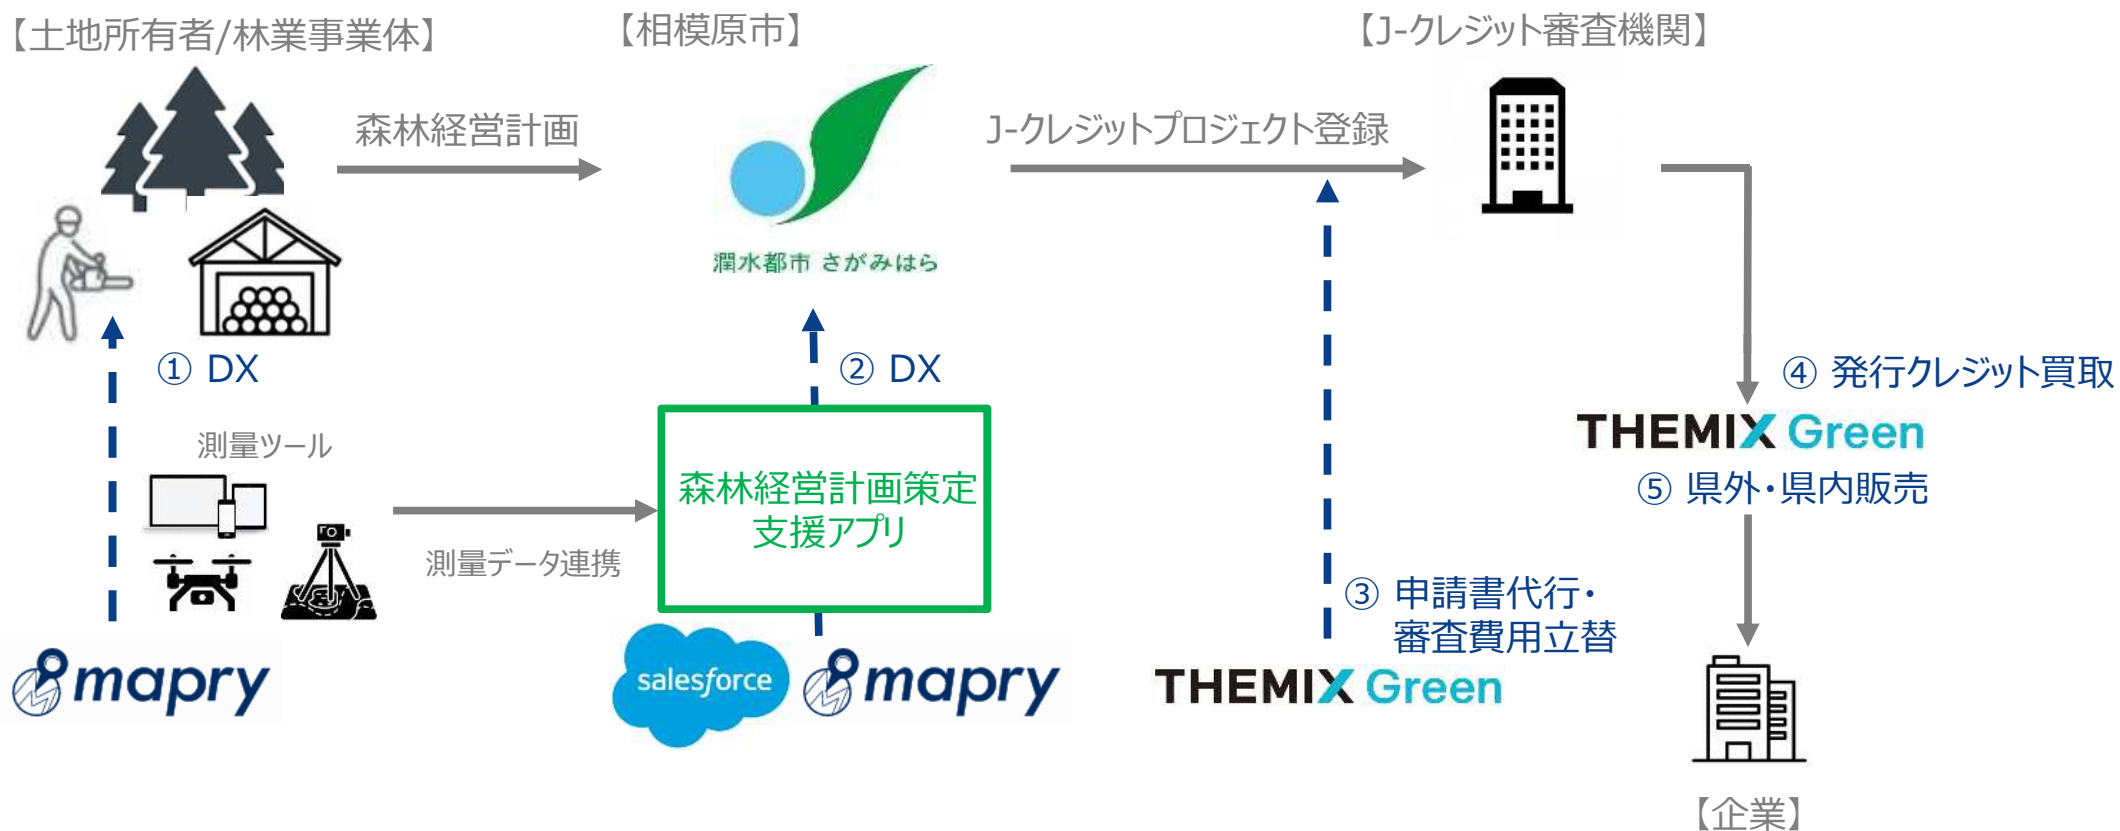 【土地所有者/林業事業体】
【相模原市】
【J-クレジット審査機関】
森林経営計画
J-クレジットプロジェクト登録
潤水都市 さがみはら
① DX
② DX
④ 発行クレジット買取
THEMIX Green
⑤ 県外・県内販売
測量ツール
森林経営計画策定
支援アプリ
測量データ連携
③ 申請書代行・
審査費用立替
mapry
salesforce
mapry
THEMIX Green
【企業】